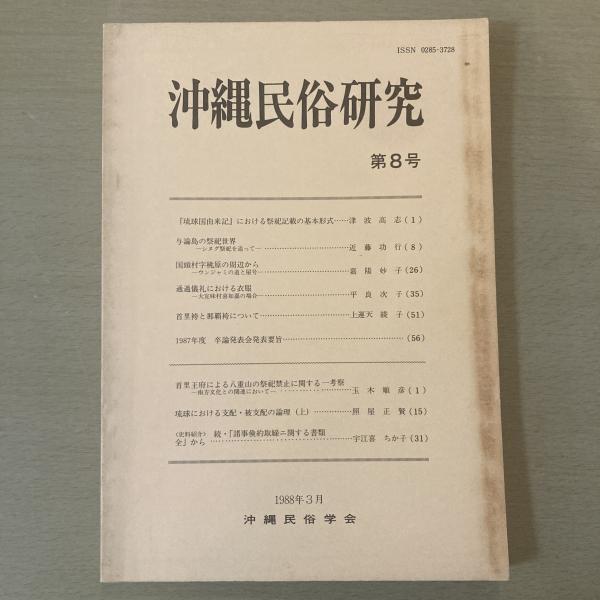 ISSN 0285-3728
沖縄民俗研究
第8号
『琉球国由来記』における祭祀記載の基本形式……津波高志(1)
与論島の祭祀世界
―シヌグ祭祀を追って―……………………………近藤功行(8)
国頭村字桃原の周辺から
―ウンジャミの道と屋号―……………………嘉陽妙子(26)
通過儀礼における衣服
―大宜味村喜如嘉の場合―……………………平良次子(35)
首里袴と那覇袴について……………………上運天綾子(51)
1987年度 卒論発表会発表要旨……………………………(56)
首里王府による八重山の祭祀禁止に関する一考察
―南方文化との関連において―……………玉木順彦(1)
琉球における支配・被支配の論理(上)……………照屋正賢(15)
〈史料紹介〉 続・「諸事倹約取締ニ関する書類
全」から……………………………………宇江喜ちか子(31)
1988年3月
沖縄民俗学会